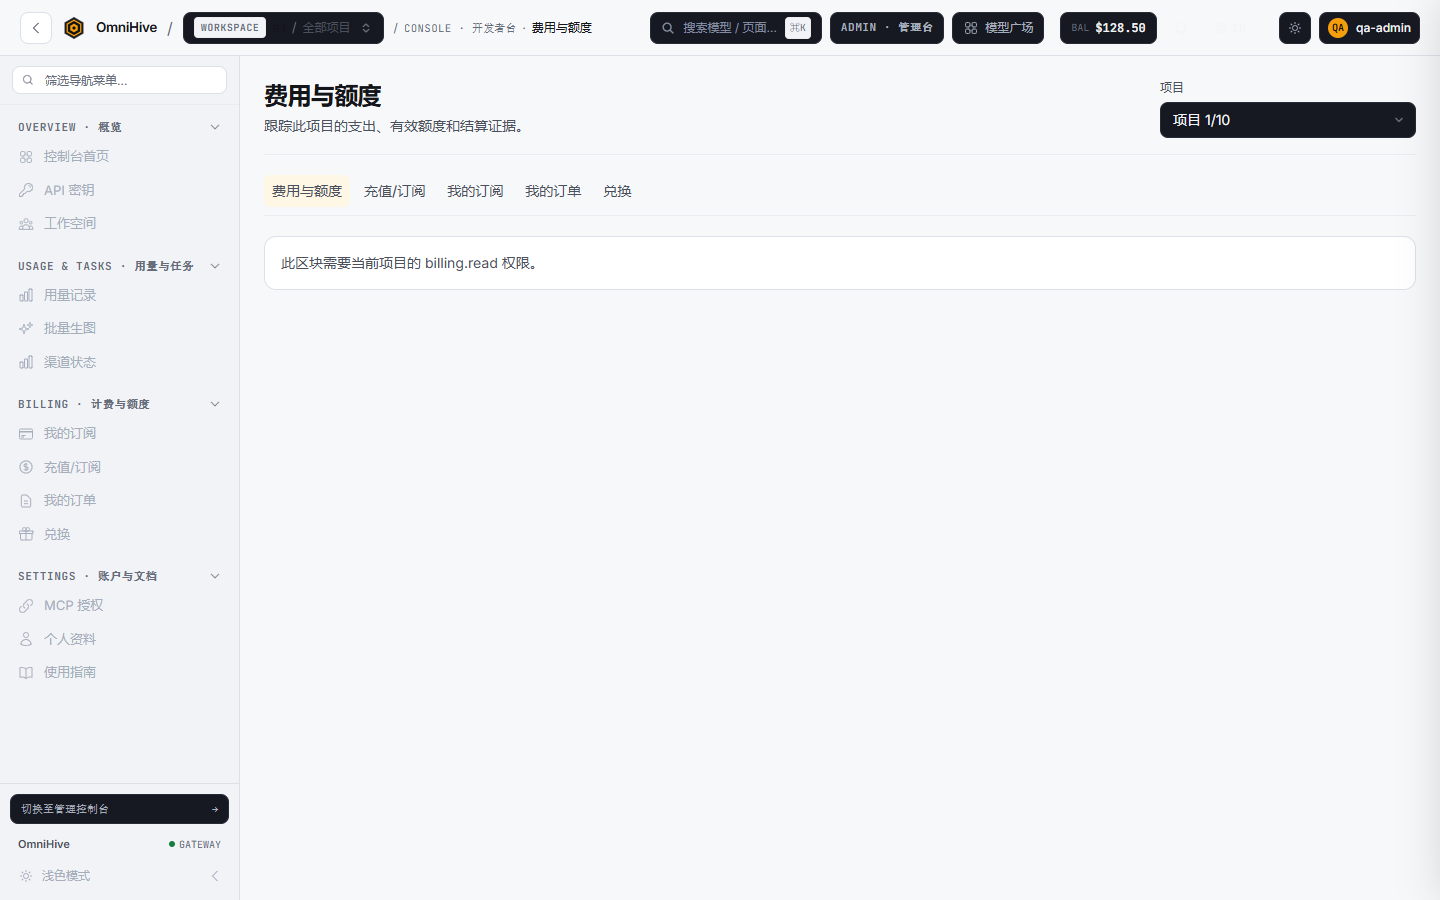 OmniHive / WORKSPACE / 全部项目 / CONSOLE · 开发者台 · 费用与额度 搜索模型 / 页面... ⌘K ADMIN · 管理台 模型广场 BAL $128.50 QA qa-admin
筛选导航菜单...
OVERVIEW · 概览
控制台首页
API 密钥
工作空间
USAGE & TASKS · 用量与任务
用量记录
批量生图
渠道状态
BILLING · 计费与额度
我的订阅
充值/订阅
我的订单
兑换
SETTINGS · 账户与文档
MCP 授权
个人资料
使用指南
切换至管理控制台 →
OmniHive GATEWAY
浅色模式
费用与额度
跟踪此项目的支出、有效额度和结算证据。
项目
项目 1/10
费用与额度 充值/订阅 我的订阅 我的订单 兑换
此区块需要当前项目的 billing.read 权限。